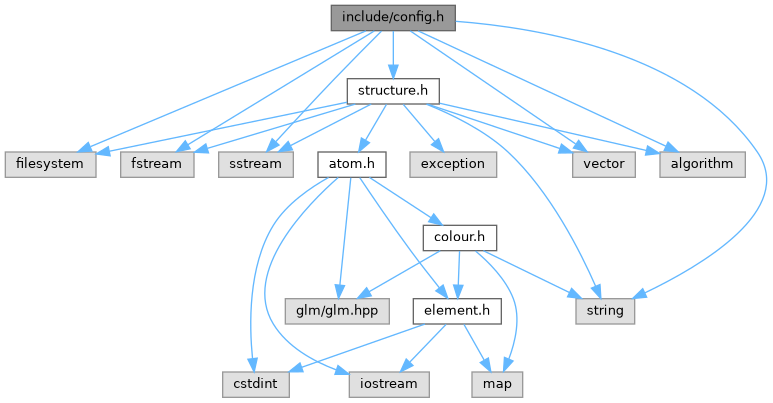 include/config.h
structure.h
filesystem
fstream
sstream
atom.h
exception
vector
algorithm
colour.h
glm/glm.hpp
element.h
string
cstdint
iostream
map